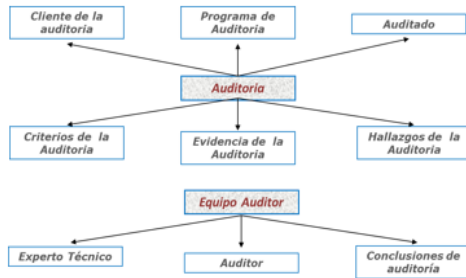 Cliente de la
auditoria
Programa de
Auditoria
Auditado
Auditoria
Criterios de la
Auditoria
Evidencia de la
Auditoria
Hallazgos de la
Auditoria
Equipo Auditor
Experto Técnico
Auditor
Conclusiones de
auditoría